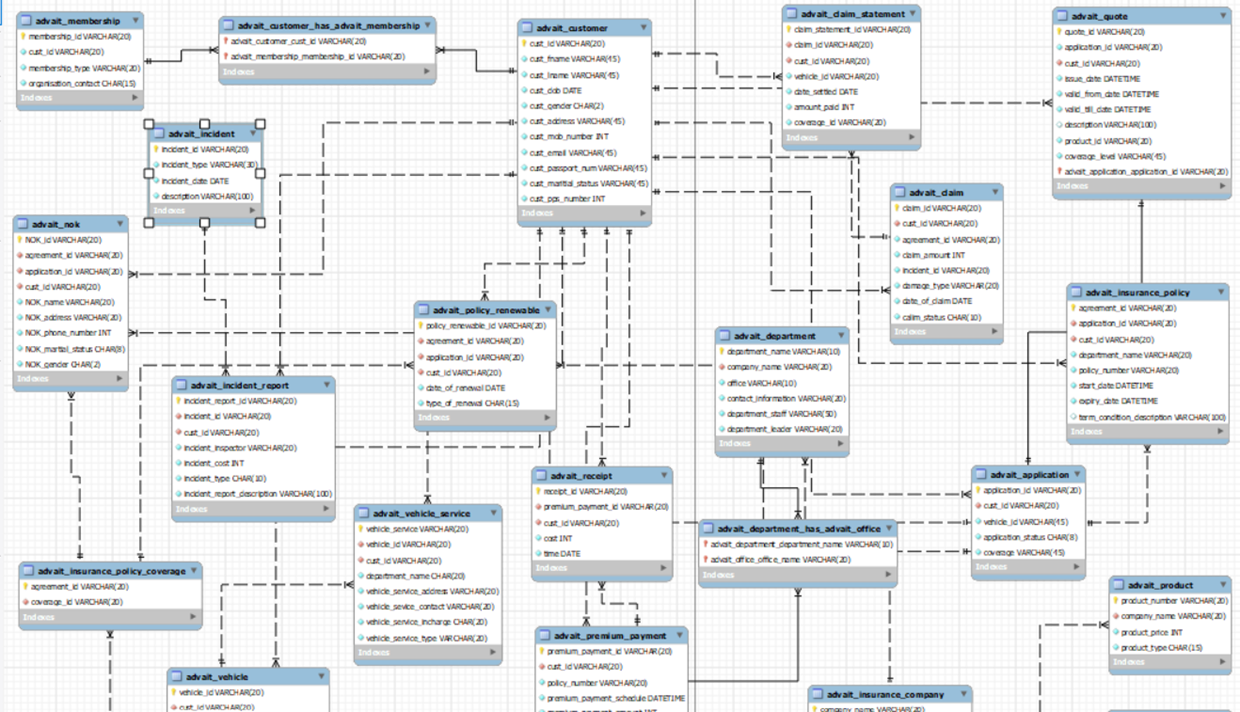 advait_membership
membership_id VARCHAR(20)
cust_id VARCHAR(20)
membership_type VARCHAR(20)
organisation_contact CHAR(15)
Indexes
advait_customer_has_advait_membership
advait_customer_cust_id VARCHAR(20)
advait_membership_membership_id VARCHAR(20)
Indexes
advait_customer
cust_id VARCHAR(20)
cust_fname VARCHAR(45)
cust_lname VARCHAR(45)
cust_dob DATE
cust_gender CHAR(2)
cust_address VARCHAR(45)
cust_mob_number INT
cust_email VARCHAR(45)
cust_passport_num VARCHAR(45)
cust_marital_status VARCHAR(45)
cust_pps_number INT
Indexes
advait_claim_statement
claim_statement_id VARCHAR(20)
claim_id VARCHAR(20)
cust_id VARCHAR(20)
vehicle_id VARCHAR(20)
date_settled DATE
amount_paid INT
coverage_id VARCHAR(20)
Indexes
advait_quote
quote_id VARCHAR(20)
application_id VARCHAR(20)
cust_id VARCHAR(20)
issue_date DATETIME
valid_from_date DATETIME
valid_till_date DATETIME
description VARCHAR(100)
product_id VARCHAR(20)
coverage_level VARCHAR(45)
advait_application_application_id VARCHAR(20)
Indexes
advait_incident
incident_id VARCHAR(20)
incident_type VARCHAR(30)
incident_date DATE
description VARCHAR(100)
Indexes
advait_claim
claim_id VARCHAR(20)
cust_id VARCHAR(20)
agreement_id VARCHAR(20)
claim_amount INT
incident_id VARCHAR(20)
damage_type VARCHAR(20)
date_of_claim DATE
calim_status CHAR(10)
Indexes
advait_nok
NOK_id VARCHAR(20)
agreement_id VARCHAR(20)
application_id VARCHAR(20)
cust_id VARCHAR(20)
NOK_name VARCHAR(20)
NOK_address VARCHAR(20)
NOK_phone_number INT
NOK_martial_status CHAR(8)
NOK_gender CHAR(2)
Indexes
advait_policy_renewable
policy_renewable_id VARCHAR(20)
agreement_id VARCHAR(20)
application_id VARCHAR(20)
cust_id VARCHAR(20)
date_of_renewal DATE
type_of_renewal CHAR(15)
Indexes
advait_department
department_name VARCHAR(10)
company_name VARCHAR(20)
office VARCHAR(10)
contact_information VARCHAR(20)
department_staff VARCHAR(50)
department_leader VARCHAR(20)
Indexes
advait_insurance_policy
agreement_id VARCHAR(20)
application_id VARCHAR(20)
cust_id VARCHAR(20)
department_name VARCHAR(20)
policy_number VARCHAR(20)
start_date DATETIME
expiry_date DATETIME
term_condition_description VARCHAR(100)
Indexes
advait_incident_report
incident_report_id VARCHAR(20)
incident_id VARCHAR(20)
cust_id VARCHAR(20)
incident_inspector VARCHAR(20)
incident_cost INT
incident_type CHAR(10)
incident_report_description VARCHAR(100)
Indexes
advait_receipt
receipt_id VARCHAR(20)
premium_payment_id VARCHAR(20)
cust_id VARCHAR(20)
cost INT
time DATE
Indexes
advait_application
application_id VARCHAR(20)
cust_id VARCHAR(20)
vehicle_id VARCHAR(45)
application_status CHAR(8)
coverage VARCHAR(45)
Indexes
advait_vehicle_service
vehicle_service VARCHAR(20)
vehicle_id VARCHAR(20)
cust_id VARCHAR(20)
department_name CHAR(20)
vehicle_service_address VARCHAR(20)
vehicle_service_contact VARCHAR(20)
vehicle_service_incharge CHAR(20)
vehicle_service_type VARCHAR(20)
Indexes
advait_department_has_advait_office
advait_department_department_name VARCHAR(10)
advait_office_office_name VARCHAR(20)
Indexes
advait_insurance_policy_coverage
agreement_id VARCHAR(20)
coverage_id VARCHAR(20)
Indexes
advait_product
product_number VARCHAR(20)
company_name VARCHAR(20)
product_price INT
product_type CHAR(15)
Indexes
advait_premium_payment
premium_payment_id VARCHAR(20)
cust_id VARCHAR(20)
policy_number VARCHAR(20)
premium_payment_schedule DATETIME
advait_vehicle
vehicle_id VARCHAR(20)
cust_id VARCHAR(20)
advait_insurance_company
company_name VARCHAR(20)